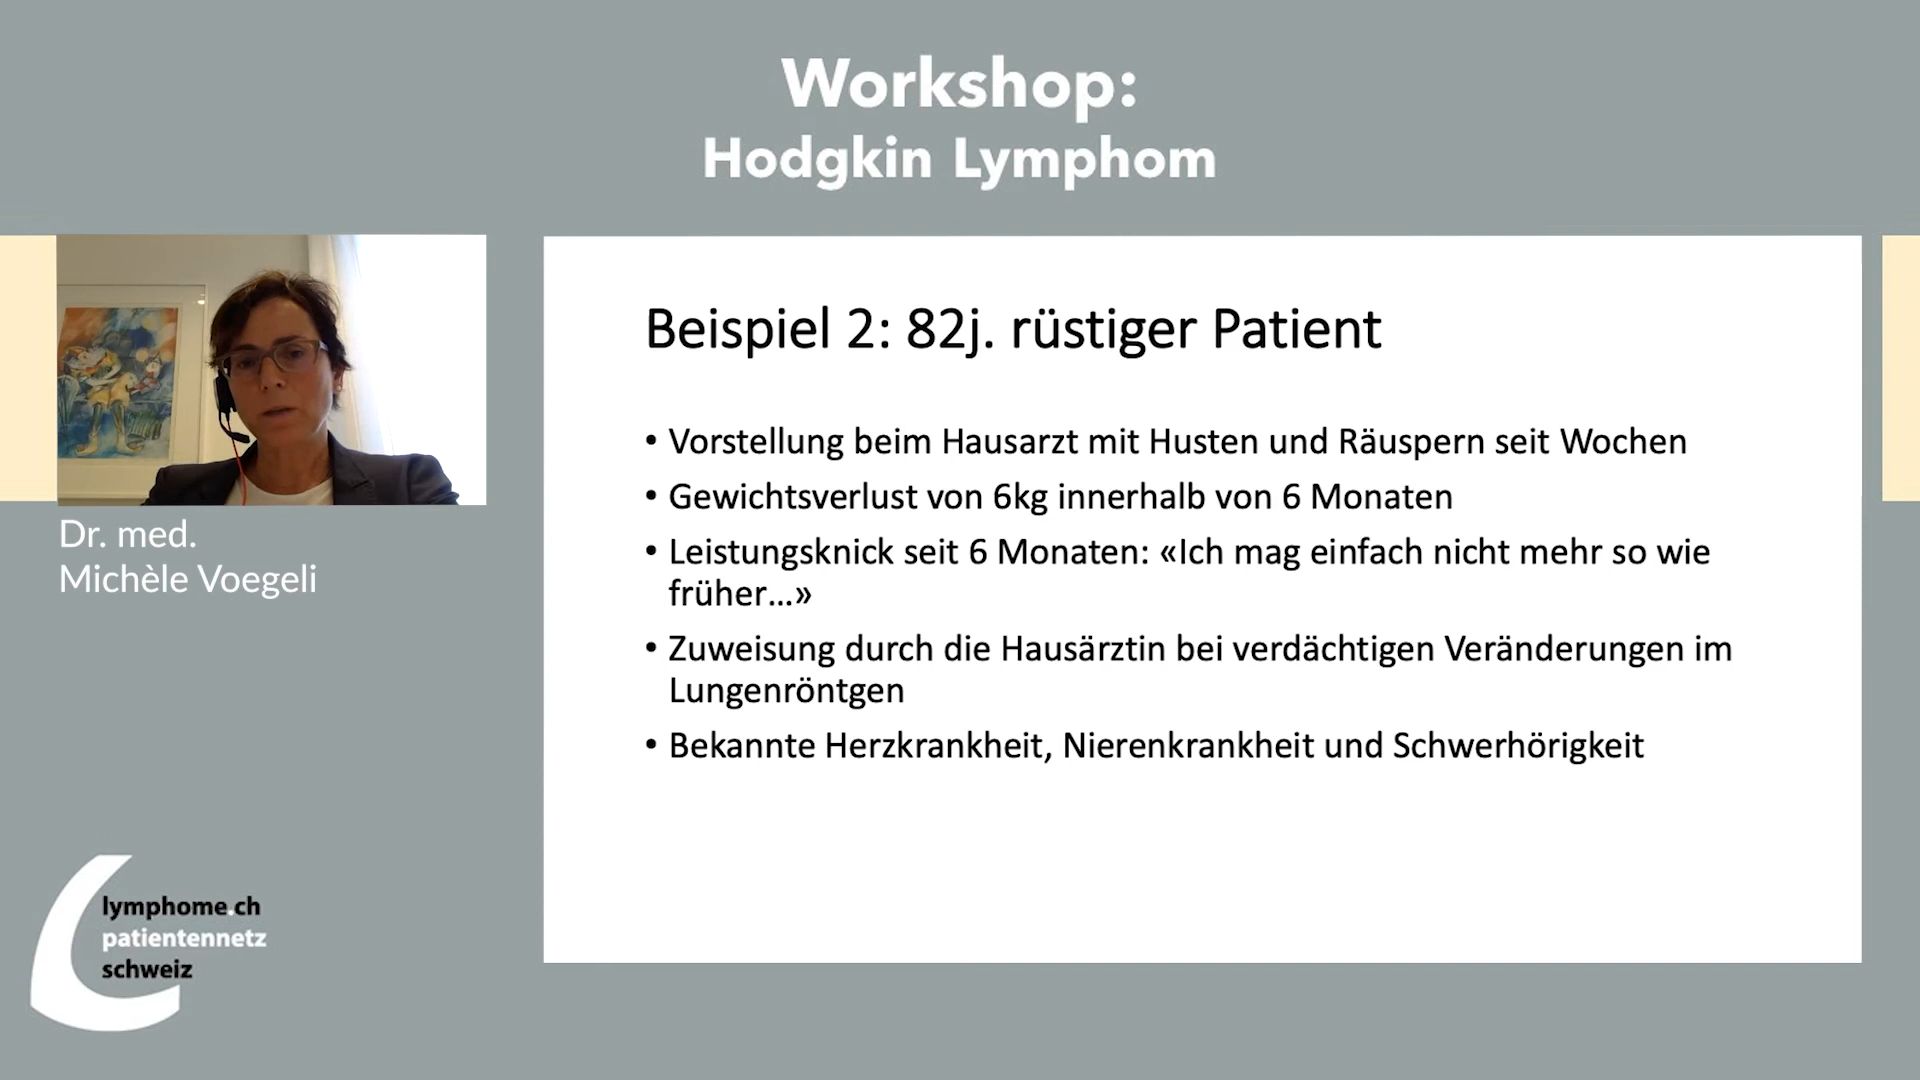 Workshop:
Hodgkin Lymphom
Dr. med.
Michèle Voegeli
Beispiel 2: 82j. rüstiger Patient
• Vorstellung beim Hausarzt mit Husten und Räuspern seit Wochen
• Gewichtsverlust von 6kg innerhalb von 6 Monaten
• Leistungsknick seit 6 Monaten: «Ich mag einfach nicht mehr so wie
früher...»
• Zuweisung durch die Hausärztin bei verdächtigen Veränderungen im
Lungenröntgen
• Bekannte Herzkrankheit, Nierenkrankheit und Schwerhörigkeit
lymphome.ch
patientennetz
schweiz